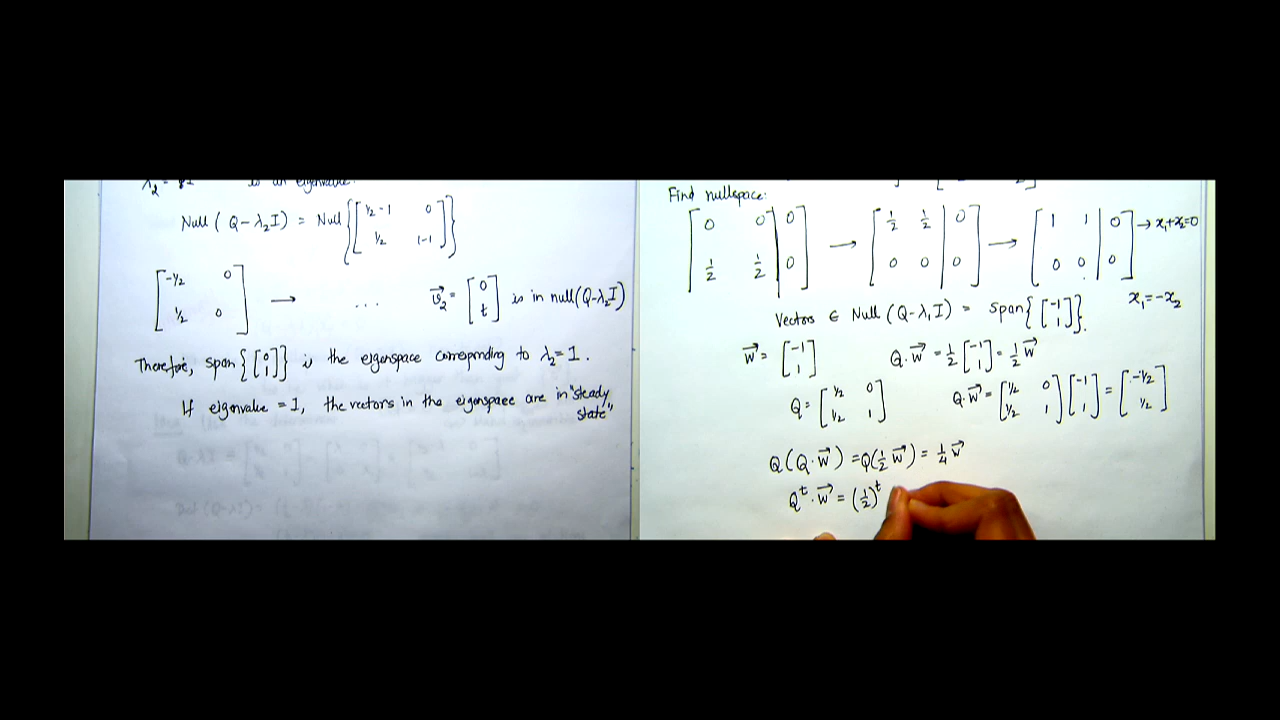 is an eigenvalue.
Null (Q - λ₂I) = Null { [ 1/2 - 1 0 ; 1/2 1-1 ] }
[ -1/2 0 ; 1/2 0 ] → ... v⃗₂ = [ 0 ; t ] is in null(Q-λ₂I)
Therefore, span { [ 0 ; 1 ] } is the eigenspace corresponding to λ₂ = 1.
If eigenvalue = 1, the vectors in the eigenspace are in "steady
state"
Find nullspace:
[ 0 0 | 0 ; 1/2 1/2 | 0 ] → [ 1/2 1/2 | 0 ; 0 0 | 0 ] → [ 1 1 | 0 ; 0 0 | 0 ] → x₁+x₂=0
x₁=-x₂
Vectors ∈ Null (Q-λ₁I) = span { [ -1 ; 1 ] }.
w⃗ = [ -1 ; 1 ] Q·w⃗ = 1/2 [ -1 ; 1 ] = 1/2 w⃗
Q = [ 1/2 0 ; 1/2 1 ] Q·w⃗ = [ 1/2 0 ; 1/2 1 ] [ -1 ; 1 ] = [ -1/2 ; 1/2 ]
Q(Q·w⃗) = Q(1/2 w⃗) = 1/4 w⃗
Qᵗ·w⃗ = (1/2)ᵗ